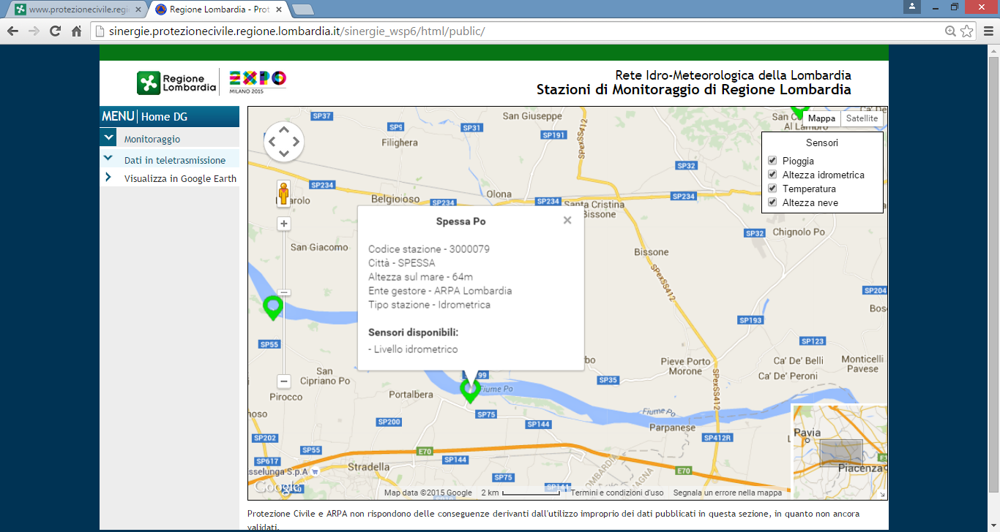 www.protezionecivile.regi
Regione Lombardia - Prot
sinergie.protezionecivile.regione.lombardia.it/sinergie_wsp6/html/public/
Regione
Lombardia
EXPO
MILANO 2015
Rete Idro-Meteorologica della Lombardia
Stazioni di Monitoraggio di Regione Lombardia
MENU Home DG
Monitoraggio
Dati in teletrasmissione
Visualizza in Google Earth
Mappa
Satellite
Sensori
Pioggia
Altezza idrometrica
Temperatura
Altezza neve
Spessa Po
Codice stazione - 3000079
Città - SPESSA
Altezza sul mare - 64m
Ente gestore - ARPA Lombardia
Tipo stazione - Idrometrica
Sensori disponibili:
- Livello idrometrico
SP37
San Giuseppe
Al Lambro
SP9
SP31
SP191
SPexSS412
Filighera
SP32
SP234
Belgioioso
SP234
Olona
SP234
Santa Cristina
Bissone
SP234
SP32
Chignolo Po
San Giacomo
Bissone
SPexSS412
SP204
SP193
SP55
SP123
San
Cipriano Po
Pirocco
Portalbera
99
Fiume Po
SP35
Pieve Porto
Morone
Ca' De' Belli
Ca' De' Peroni
Monticelli
Pavese
SPexSS412
Fiume Po
Parpanese
SP75
SP200
SP144
SP202
SP55
SP412R
E70
SP617
SP144
Stradella
E70
SP75
SP144
sselunga S.p.A
LOMBARDIA
Google
Pavia
Piacenza
Map data ©2015 Google
2 km
Termini e condizioni d'uso
Segnala un errore nella mappa
Protezione Civile e ARPA non rispondono delle conseguenze derivanti dall'utilizzo improprio dei dati pubblicati in questa sezione, in quanto non ancora
validati.